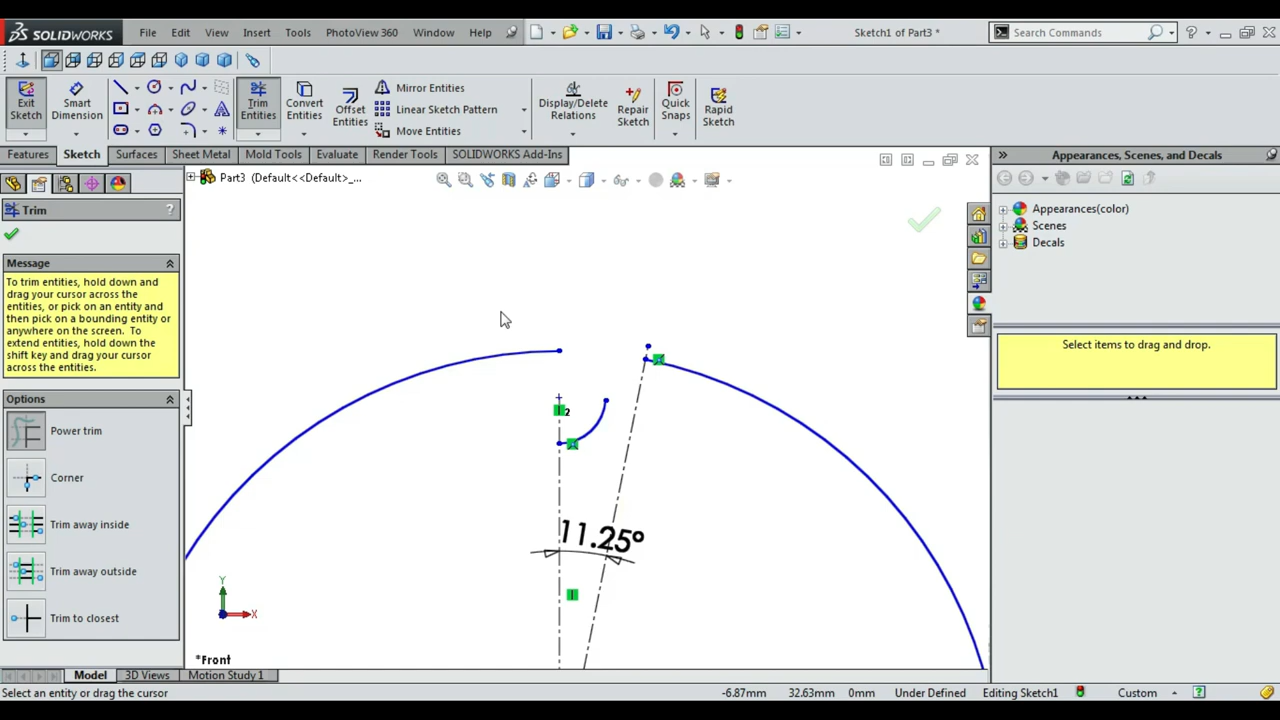 SOLIDWORKS File Edit View Insert Tools PhotoView 360 Window Help Sketch1 of Part3 * Search Commands ?
Exit Sketch
Smart Dimension
Trim Entities
Convert Entities
Offset Entities
Mirror Entities
Linear Sketch Pattern
Move Entities
Display/Delete Relations
Repair Sketch
Quick Snaps
Rapid Sketch
Features Sketch Surfaces Sheet Metal Mold Tools Evaluate Render Tools SOLIDWORKS Add-Ins
Part3 (Default<<Default>_...
Trim ?
Message
To trim entities, hold down and
drag your cursor across the
entities, or pick on an entity and
then pick on a bounding entity or
anywhere on the screen. To
extend entities, hold down the
shift key and drag your cursor
across the entities.
Options
Power trim
Corner
Trim away inside
Trim away outside
Trim to closest
2
11.25°
Y
X
*Front
Appearances, Scenes, and Decals
Appearances(color)
Scenes
Decals
Select items to drag and drop.
Model 3D Views Motion Study 1
Select an entity or drag the cursor -6.87mm 32.63mm 0mm Under Defined Editing Sketch1 Custom ?